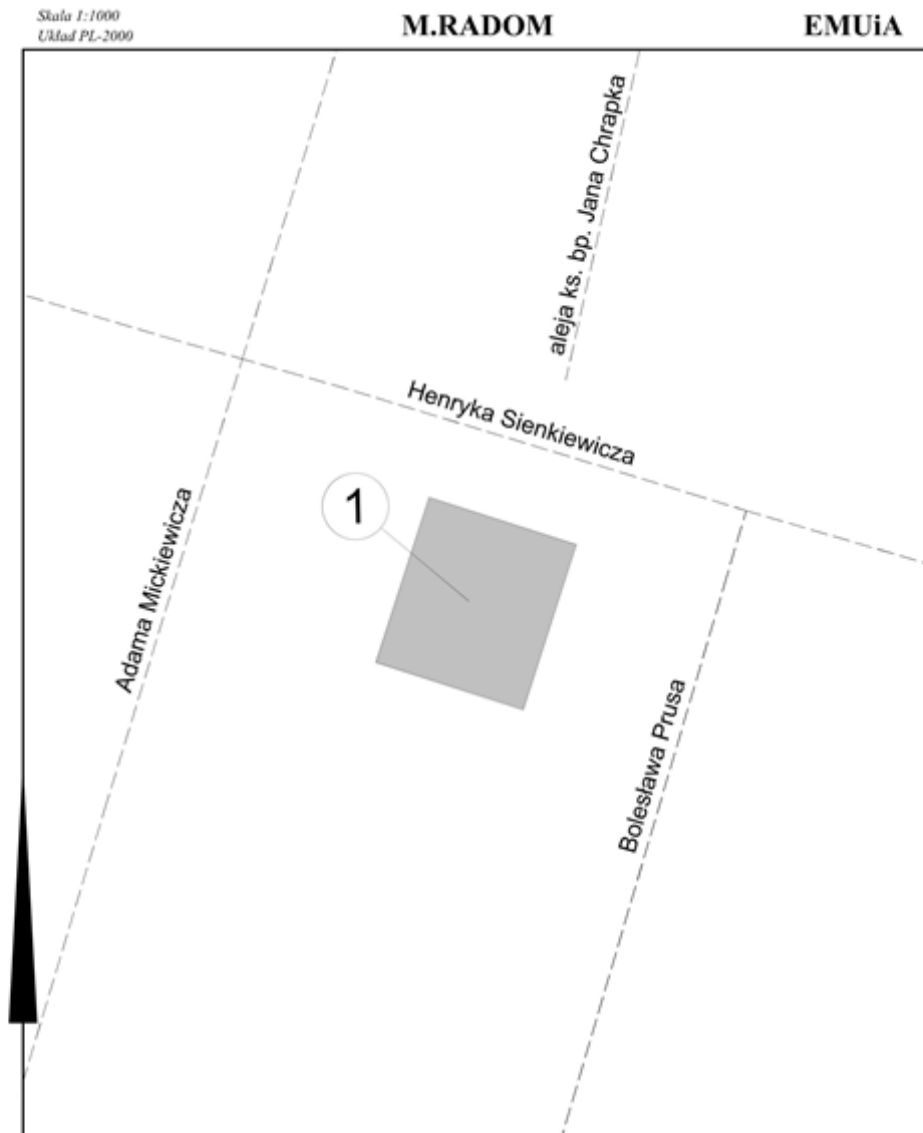 Skala 1:1000
Układ PL-2000
M.RADOM
EMUiA
aleja ks. bp. Jana Chrapka
Henryka Sienkiewicza
1
Adama Mickiewicza
Bolesława Prusa